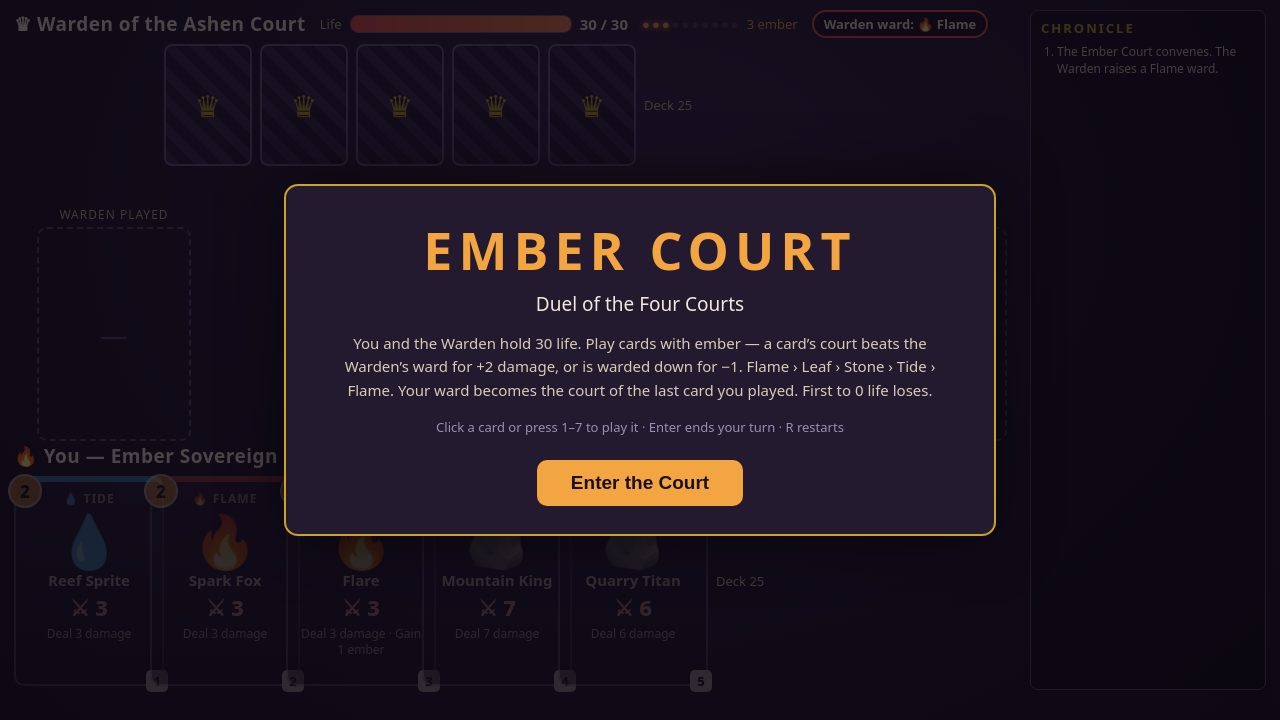 ♛ Warden of the Ashen Court
Life
30 / 30
3 ember
Warden ward: 🔥 Flame
Deck 25
CHRONICLE
1. The Ember Court convenes. The
Warden raises a Flame ward.
WARDEN PLAYED
—
EMBER COURT
Duel of the Four Courts
You and the Warden hold 30 life. Play cards with ember — a card’s court beats the
Warden’s ward for +2 damage, or is warded down for −1. Flame › Leaf › Stone › Tide ›
Flame. Your ward becomes the court of the last card you played. First to 0 life loses.
Click a card or press 1–7 to play it · Enter ends your turn · R restarts
Enter the Court
🔥 You — Ember Sovereign
2
💧 TIDE
Reef Sprite
⚔ 3
Deal 3 damage
1
2
🔥 FLAME
Spark Fox
⚔ 3
Deal 3 damage
2
Flare
⚔ 3
Deal 3 damage · Gain
1 ember
3
Mountain King
⚔ 7
Deal 7 damage
4
Quarry Titan
⚔ 6
Deal 6 damage
5
Deck 25